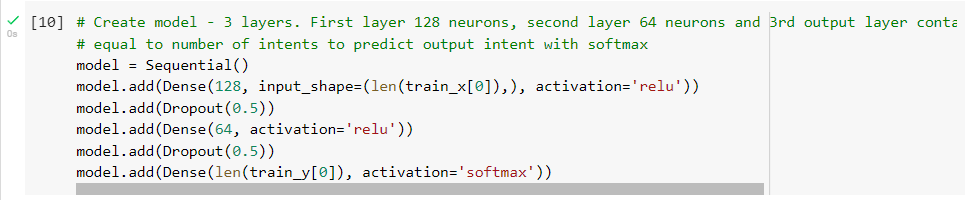 [10] # Create model - 3 layers. First layer 128 neurons, second layer 64 neurons and 3rd output layer conta
0s
# equal to number of intents to predict output intent with softmax
model = Sequential()
model.add(Dense(128, input_shape=(len(train_x[0]),), activation='relu'))
model.add(Dropout(0.5))
model.add(Dense(64, activation='relu'))
model.add(Dropout(0.5))
model.add(Dense(len(train_y[0]), activation='softmax'))